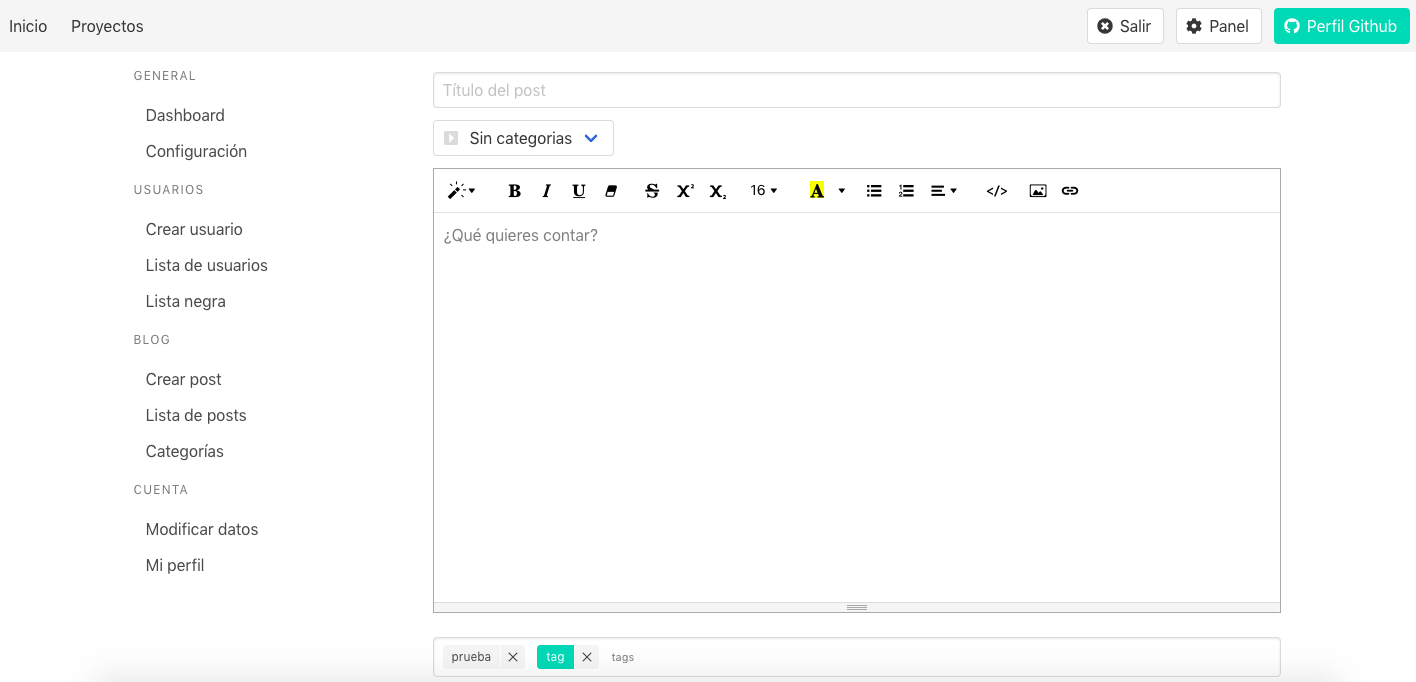 Inicio Proyectos Salir Panel Perfil Github
GENERAL
Dashboard
Configuración
USUARIOS
Crear usuario
Lista de usuarios
Lista negra
BLOG
Crear post
Lista de posts
Categorías
CUENTA
Modificar datos
Mi perfil
Título del post
Sin categorias
B I U S X² X₂ 16 A </>
¿Qué quieres contar?
prueba tag tags